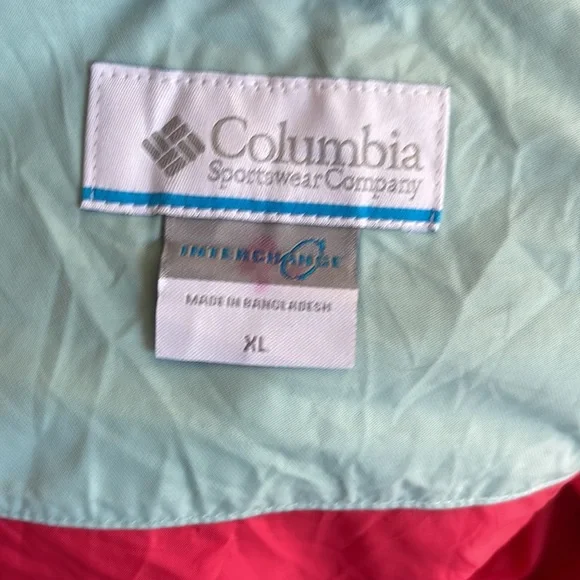 Columbia
Sportswear Company
INTERCHANGE
MADE IN BANGLADESH
XL